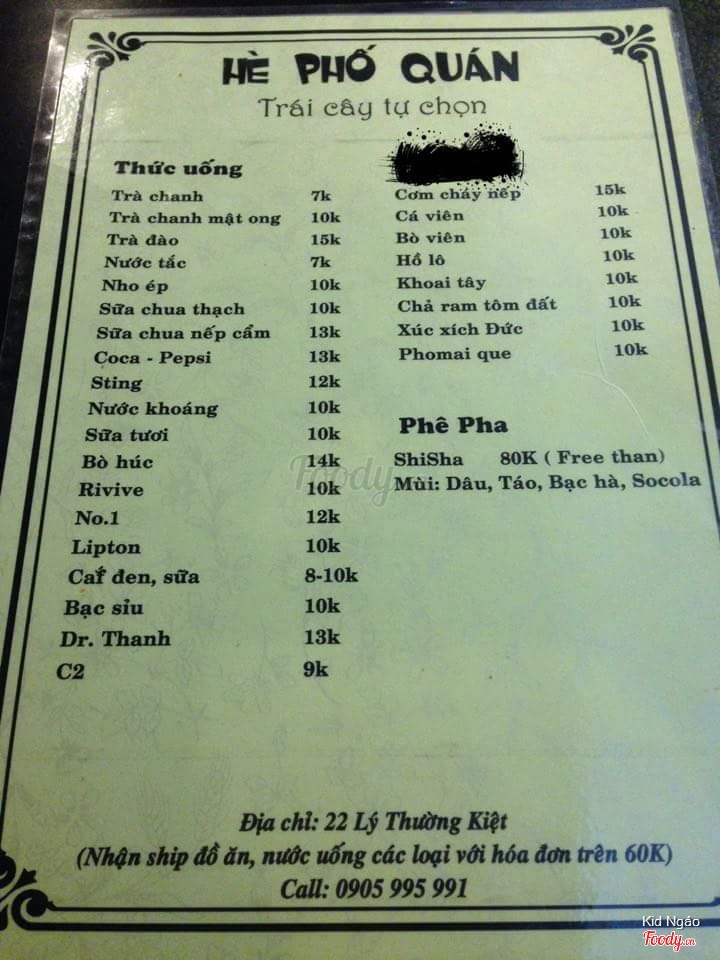 HÈ PHỐ QUÁN
Trái cây tự chọn
Thức uống
Trà chanh 7k
Trà chanh mật ong 10k
Trà đào 15k
Nước tắc 7k
Nho ép 10k
Sữa chua thạch 10k
Sữa chua nếp cẩm 13k
Coca - Pepsi 13k
Sting 12k
Nước khoáng 10k
Sữa tươi 10k
Bò húc 14k
Rivive 10k
No.1 12k
Lipton 10k
Caf đen, sữa 8-10k
Bạc sỉu 10k
Dr. Thanh 13k
C2 9k
Cơm cháy nếp 15k
Cá viên 10k
Bò viên 10k
Hồ lô 10k
Khoai tây 10k
Chả ram tôm đất 10k
Xúc xích Đức 10k
Phomai que 10k
Phê Pha
ShiSha 80K ( Free than)
Mùi: Dâu, Táo, Bạc hà, Socola
Foody
Địa chỉ: 22 Lý Thường Kiệt
(Nhận ship đồ ăn, nước uống các loại với hóa đơn trên 60K)
Call: 0905 995 991
Kid Ngáo
Foody.vn